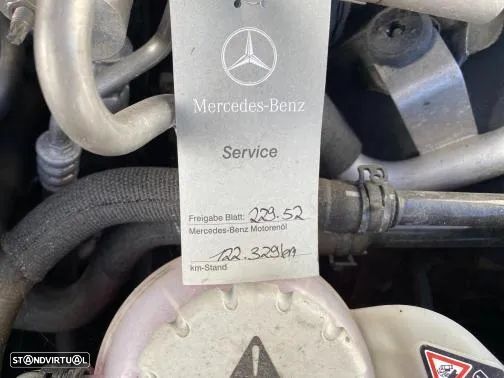 Mercedes-Benz
Service
Freigabe Blatt: 229.52
Mercedes-Benz Motorenöl
122.329km
km-Stand
STANDVIRTUAL